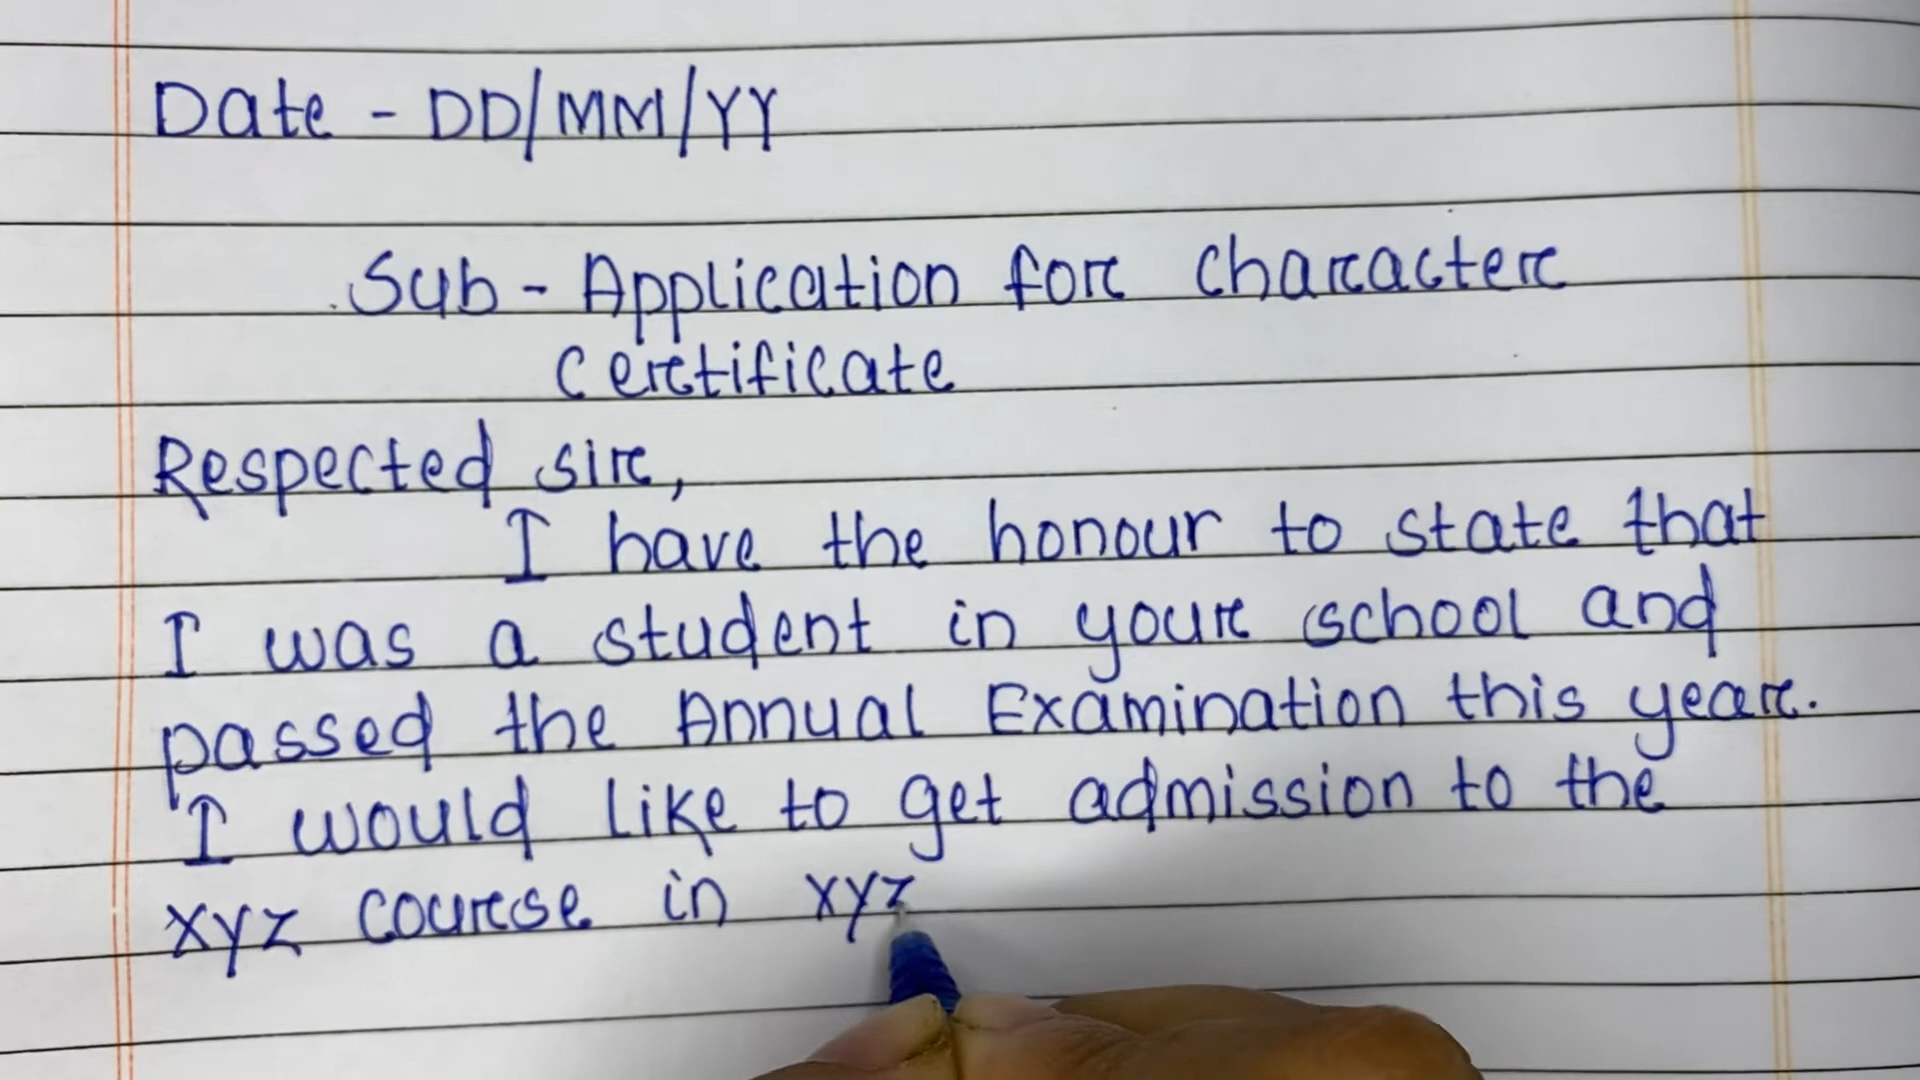 Date - DD/MM/YY
Sub - Application for character
certificate
Respected sir,
I have the honour to state that
I was a student in your school and
passed the Annual Examination this year.
I would like to get admission to the
xyz course in xyz